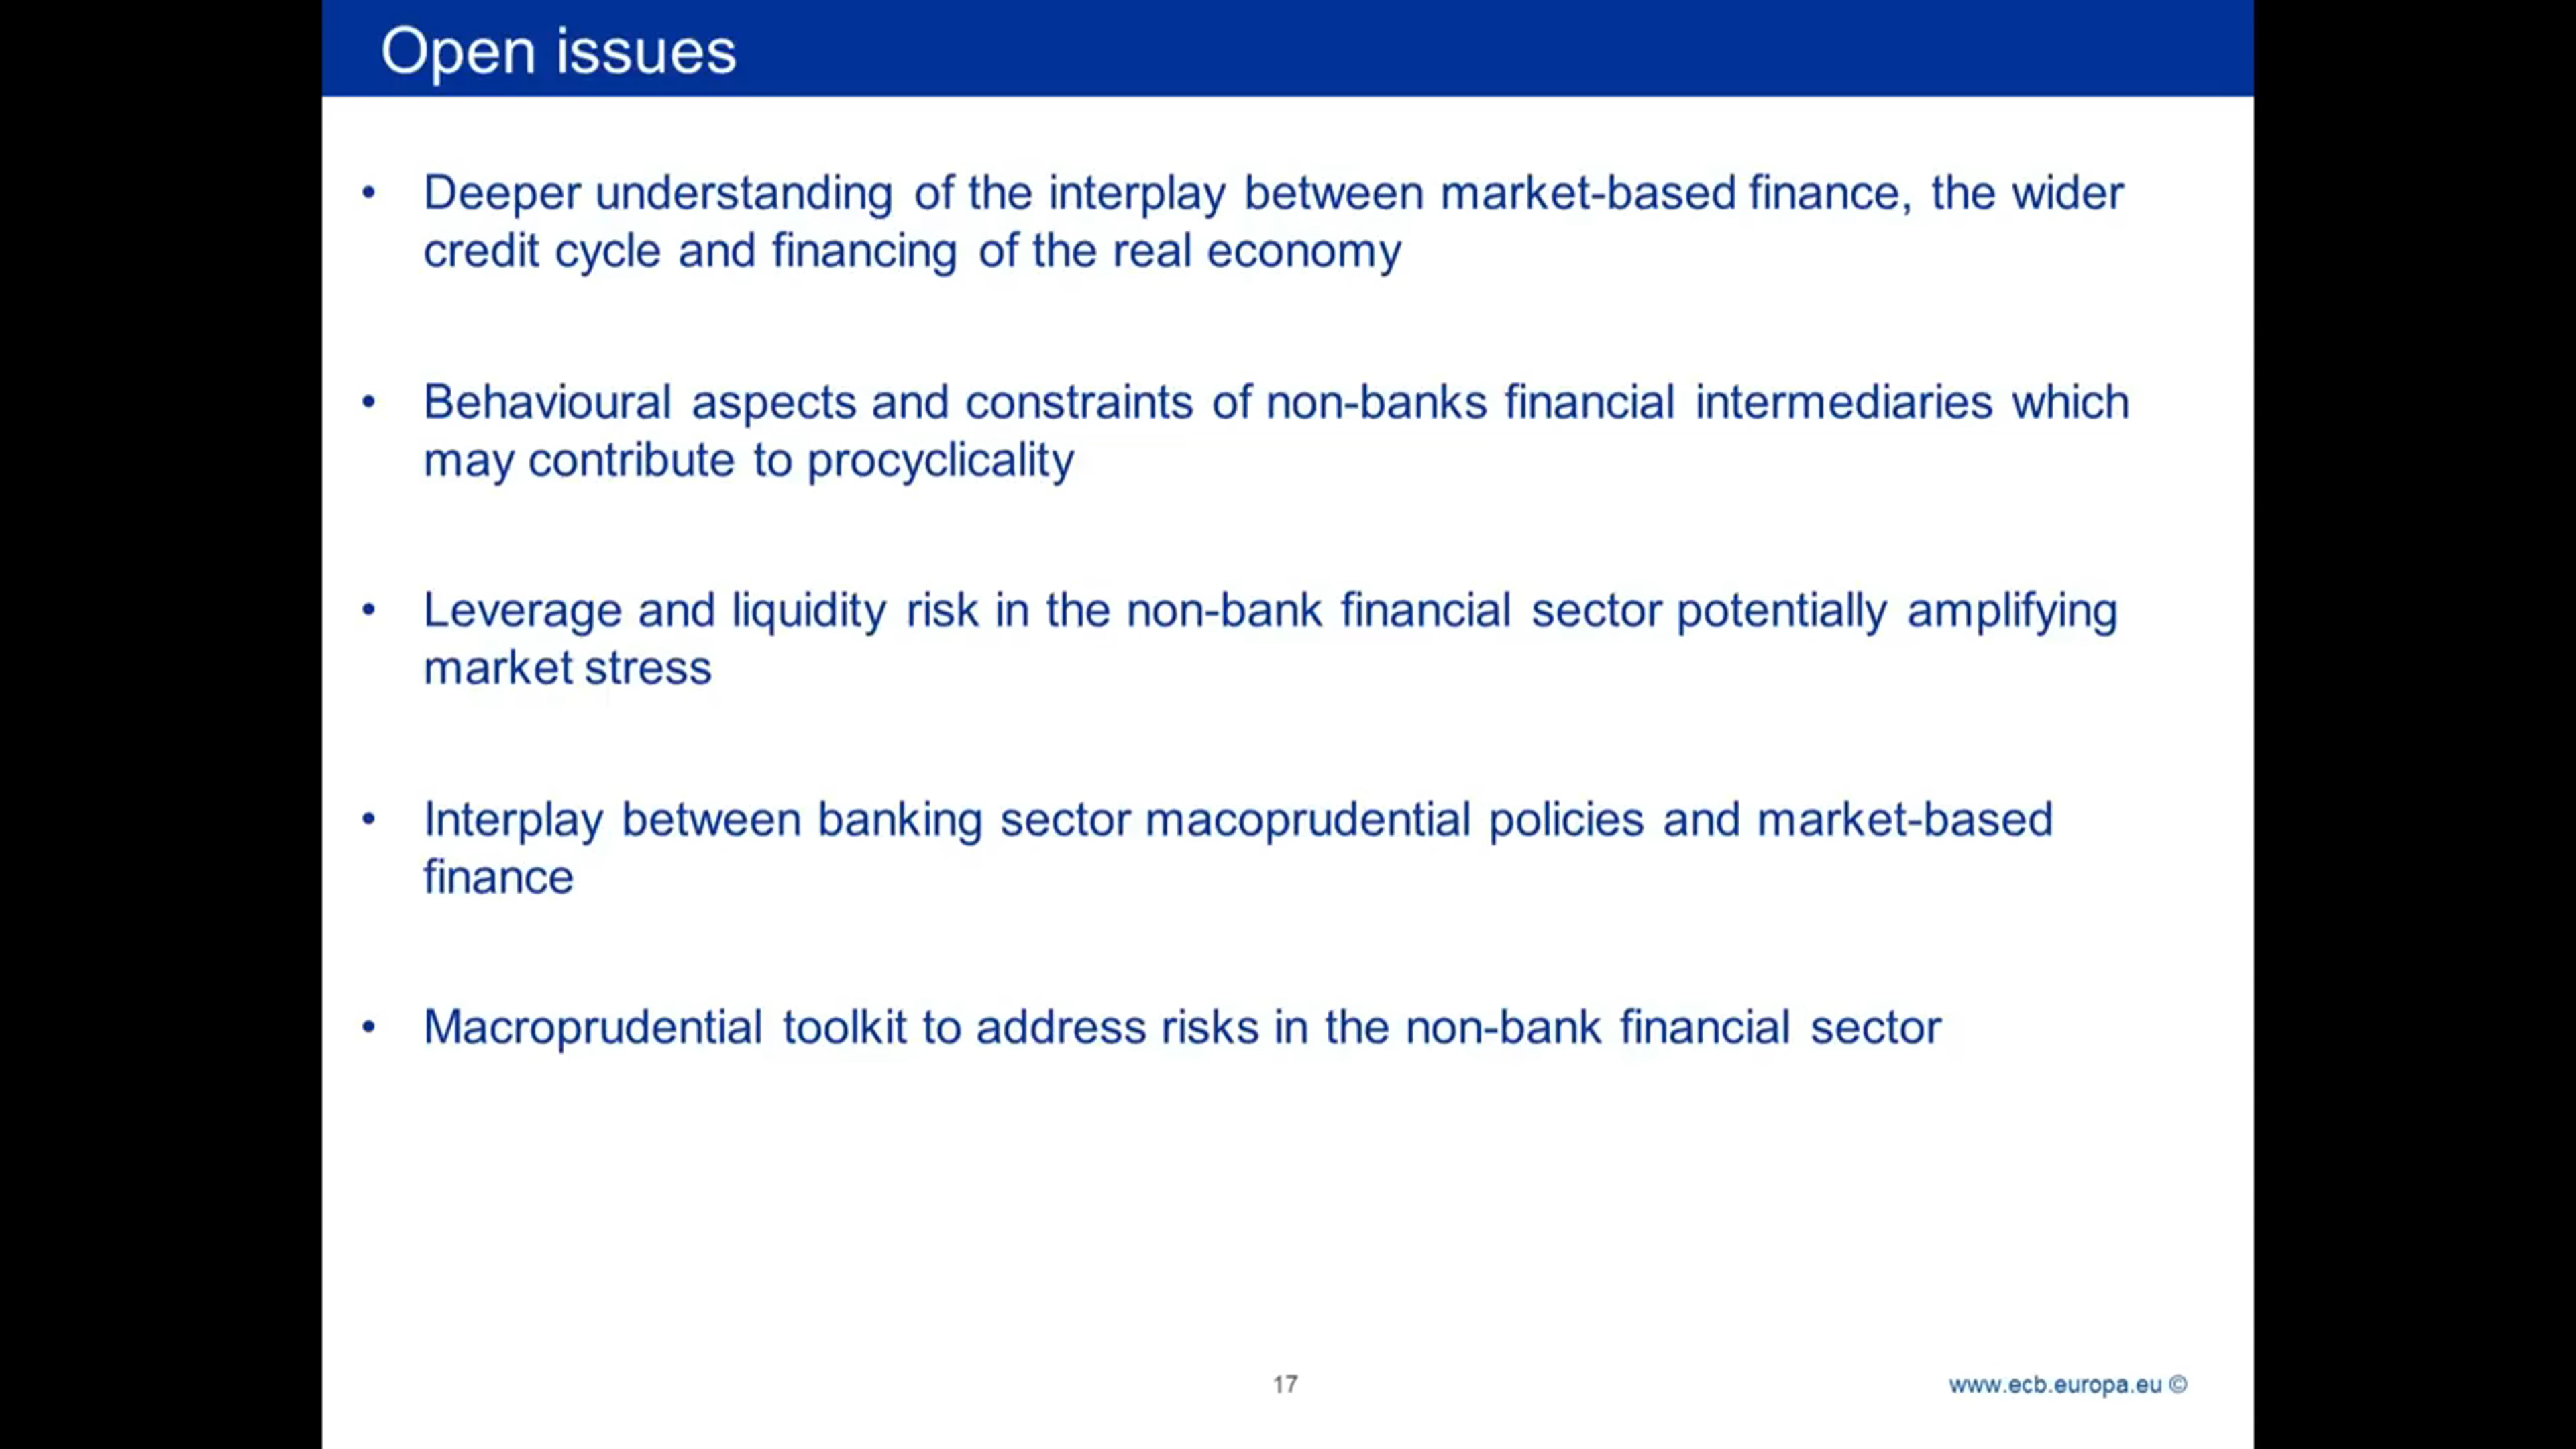 Open issues
• Deeper understanding of the interplay between market-based finance, the wider
credit cycle and financing of the real economy
• Behavioural aspects and constraints of non-banks financial intermediaries which
may contribute to procyclicality
• Leverage and liquidity risk in the non-bank financial sector potentially amplifying
market stress
• Interplay between banking sector macoprudential policies and market-based
finance
• Macroprudential toolkit to address risks in the non-bank financial sector
17
www.ecb.europa.eu ©